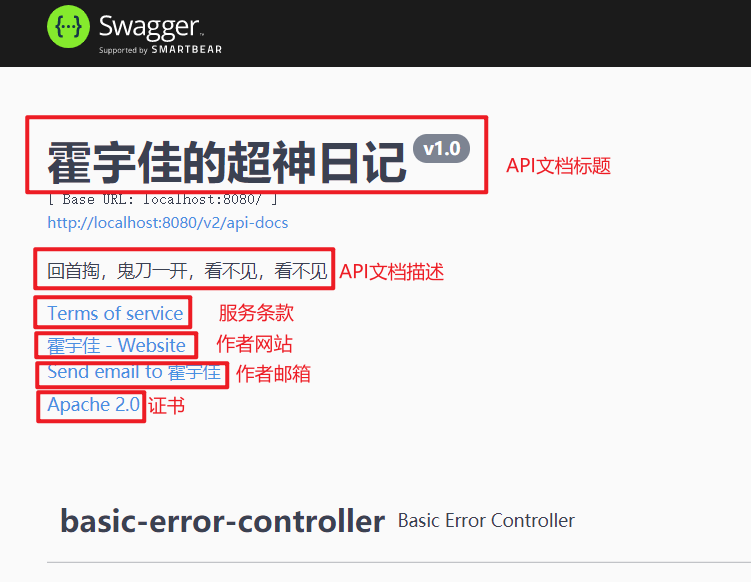 Swagger
Supported by SMARTBEAR
霍宇佳的超神日记 v1.0
API文档标题
[ Base URL: localhost:8080/ ]
http://localhost:8080/v2/api-docs
回首掏，鬼刀一开，看不见，看不见 API文档描述
Terms of service 服务条款
霍宇佳 - Website 作者网站
Send email to 霍宇佳 作者邮箱
Apache 2.0 证书
basic-error-controller Basic Error Controller